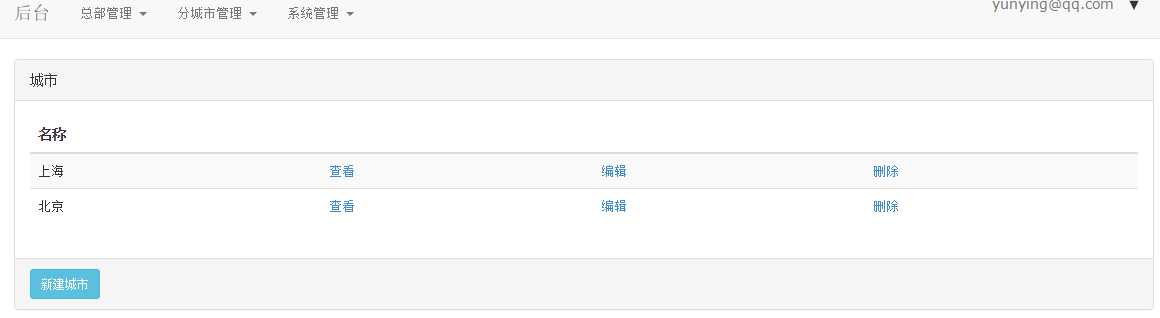 后台 总部管理 分城市管理 系统管理 yunying@qq.com
城市
名称
上海 查看 编辑 删除
北京 查看 编辑 删除
新建城市